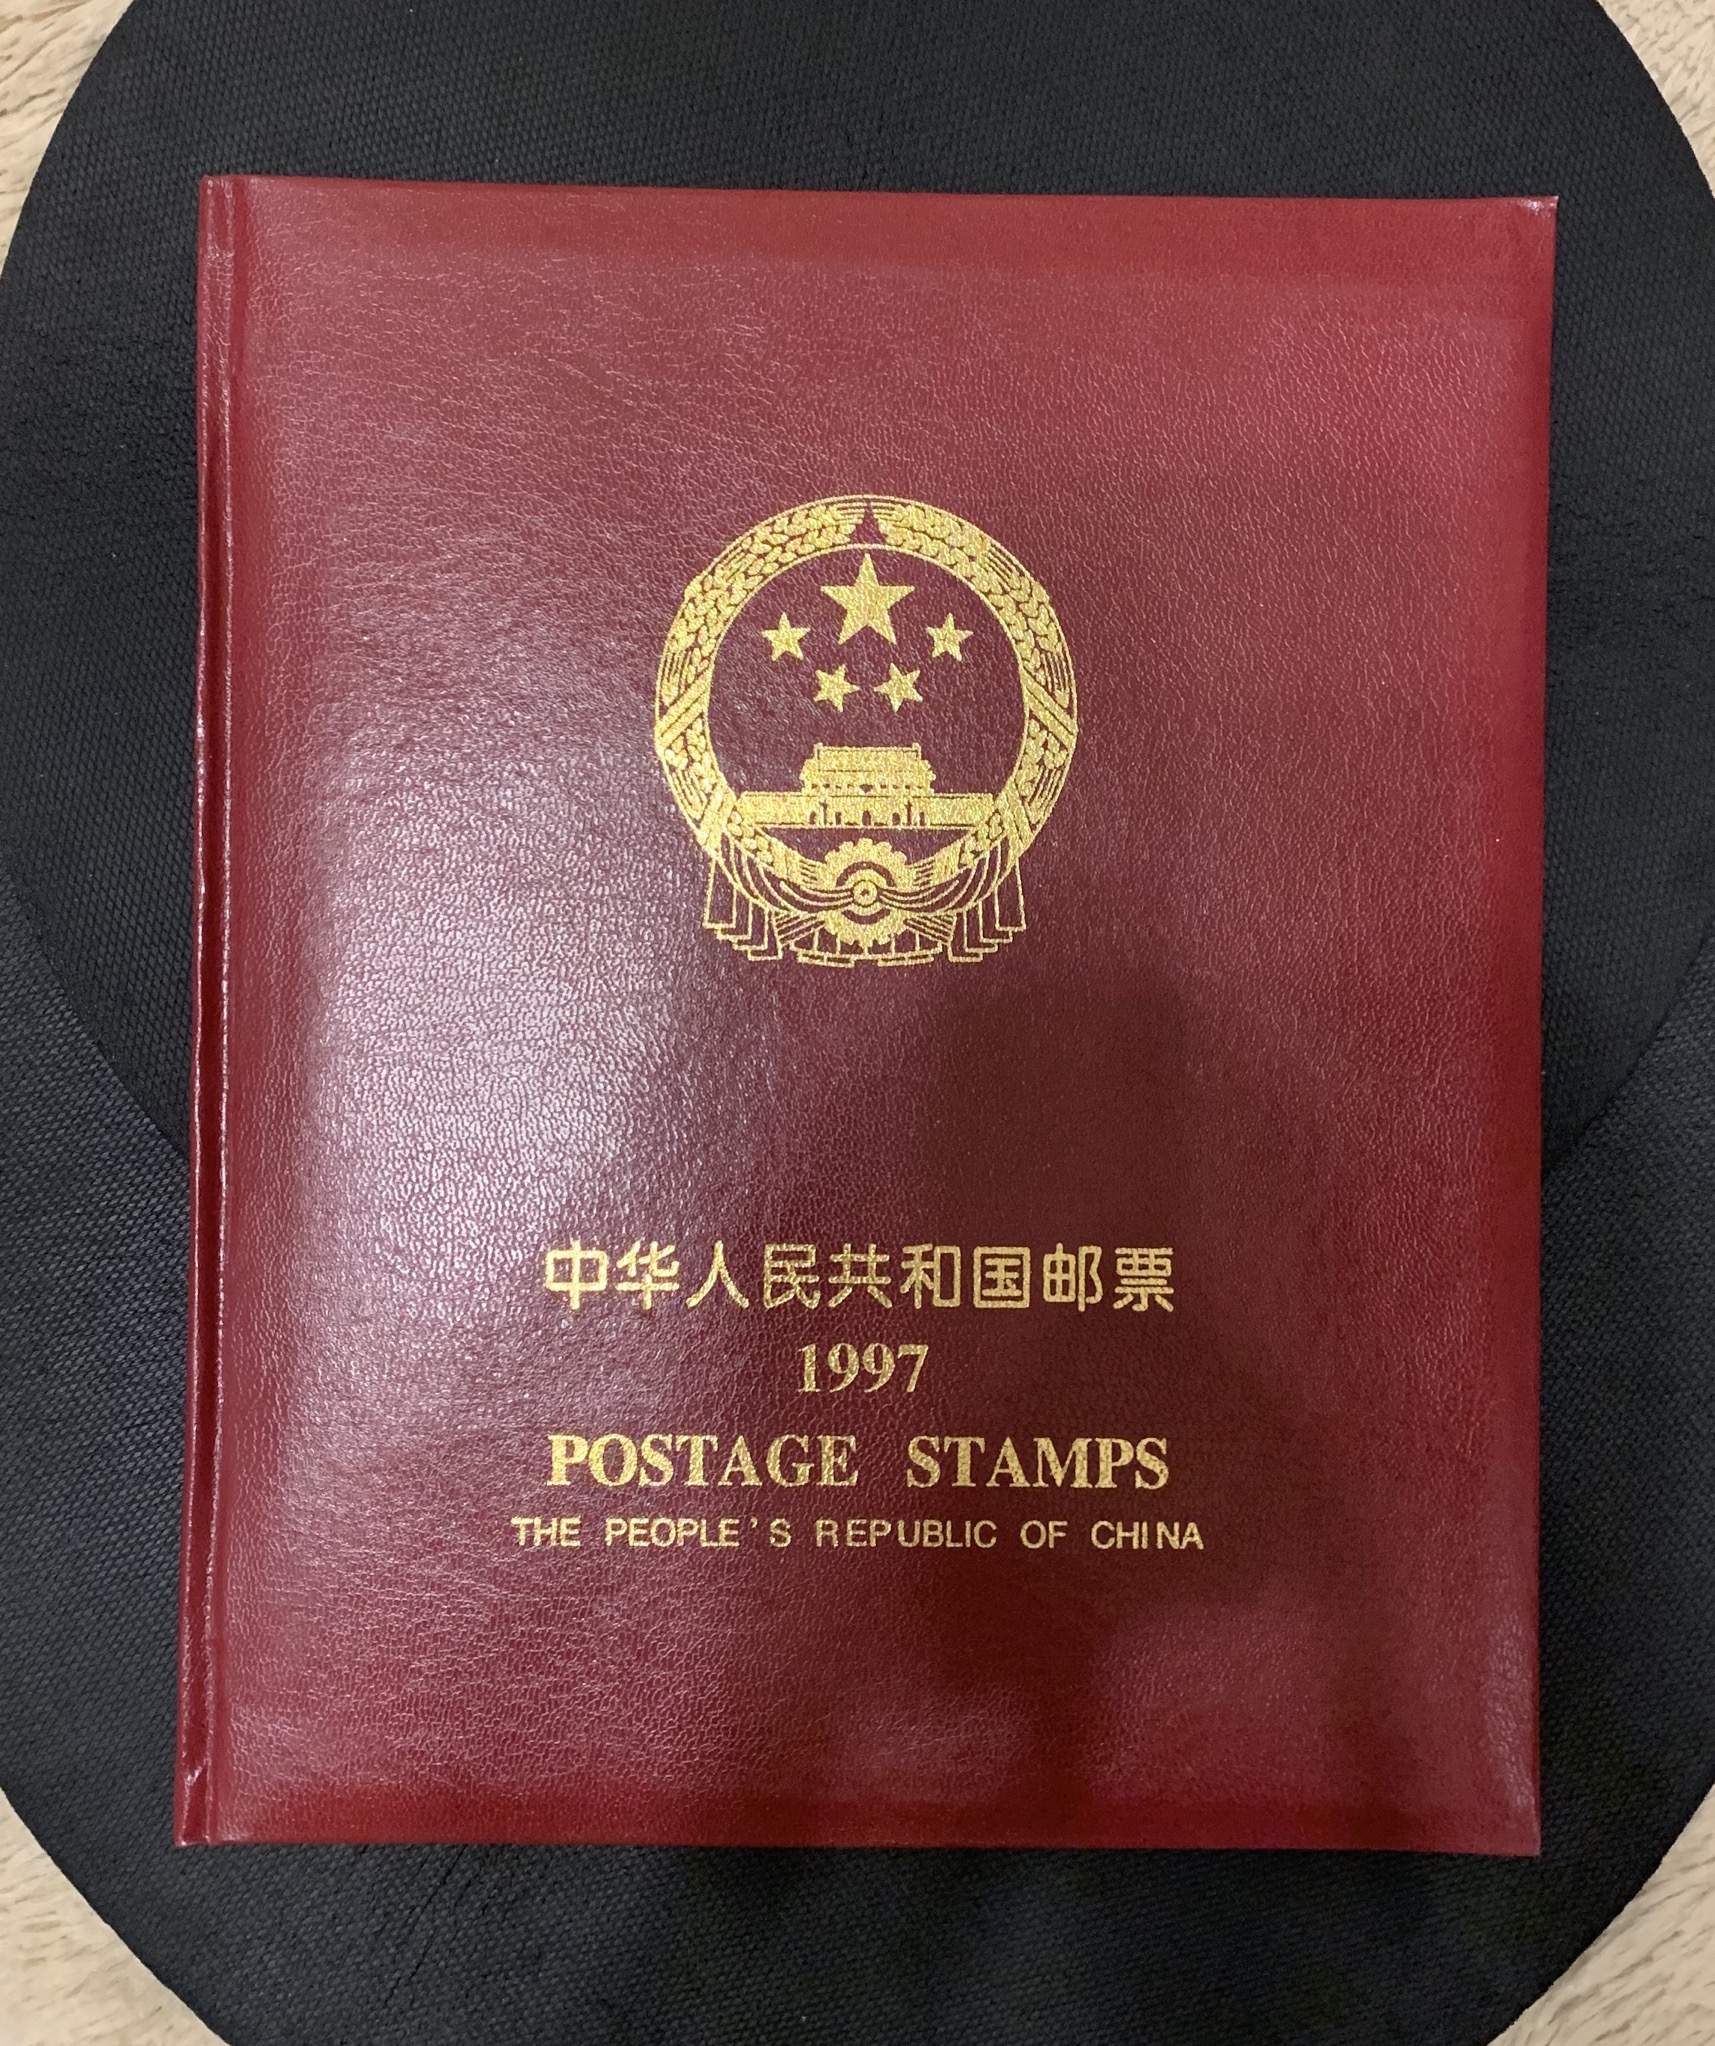 中华人民共和国邮票
1997
POSTAGE STAMPS
THE PEOPLE'S REPUBLIC OF CHINA